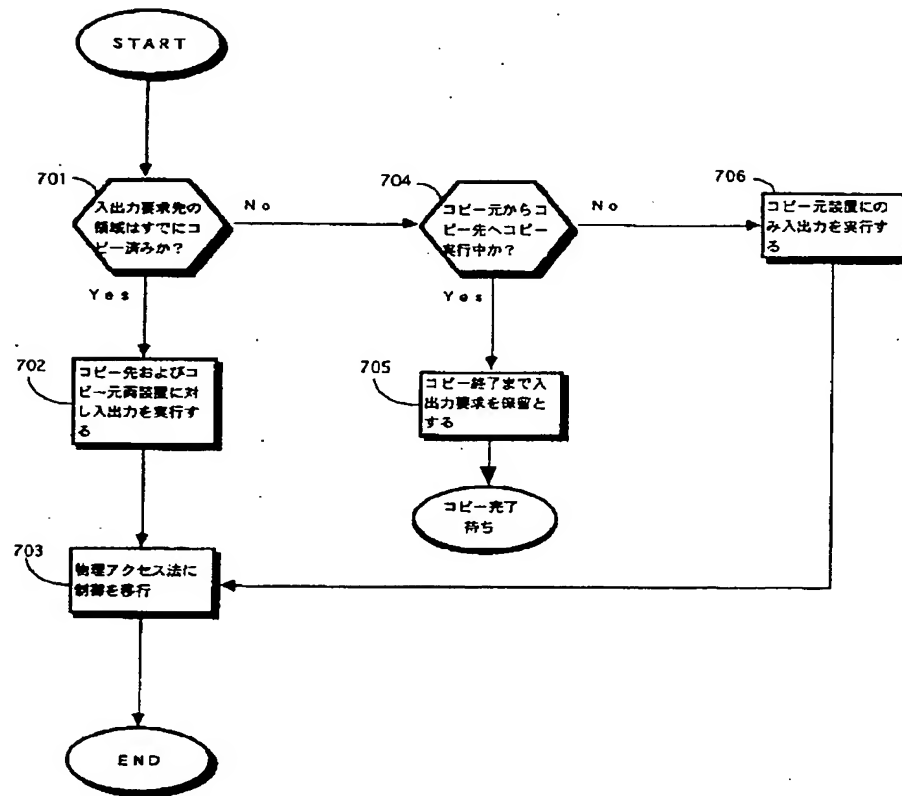 START
701
入出力要求先の
領域はすでにコ
ピー済みか?
No
704
コピー元からコ
ピー先へコピー
実行中か?
No
706
コピー元装置にの
み入出力を実行す
る
Yes
Yes
702
コピー先およびコ
ピー元両装置に対
し入出力を実行す
る
705
コピー終了まで入
出力要求を保留と
する
コピー完了
待ち
703
物理アクセス法に
制御を移行
END